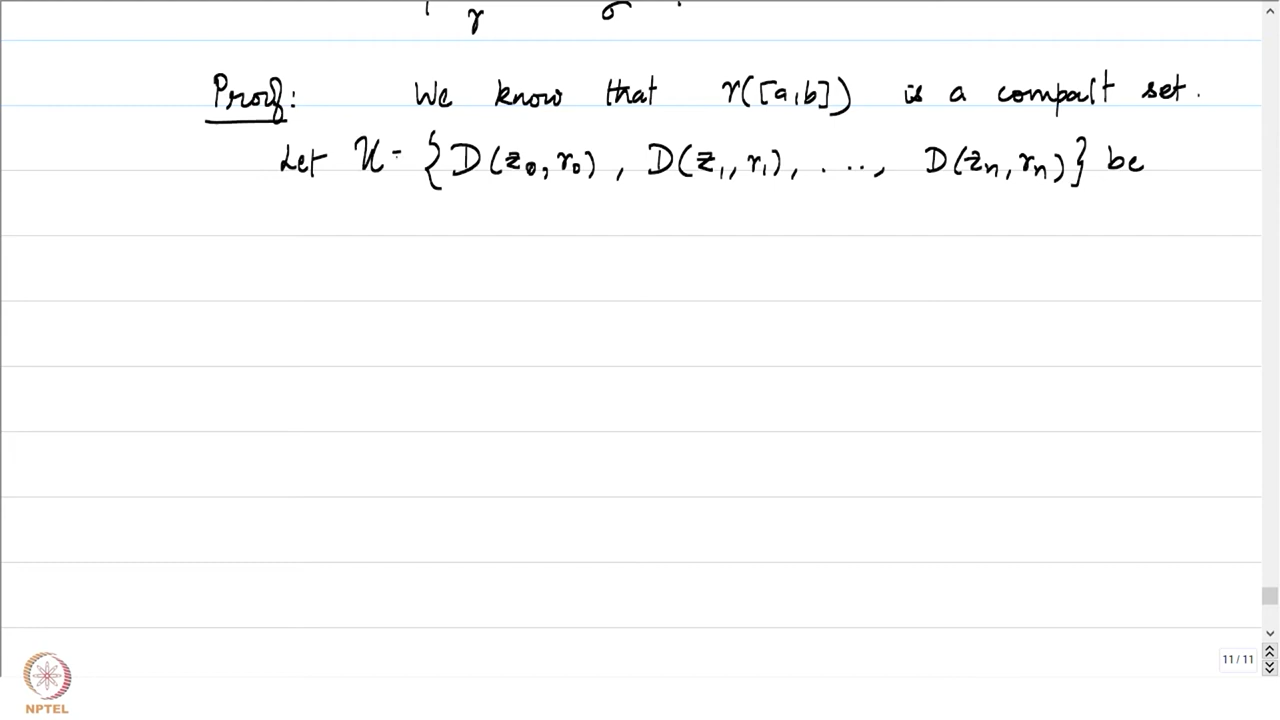 γ σ
Proof: We know that γ([a,b]) is a compact set.
Let 𝒰 = {D(z₀, r₀), D(z₁, r₁), ..., D(zₙ, rₙ)} be
11 / 11
NPTEL